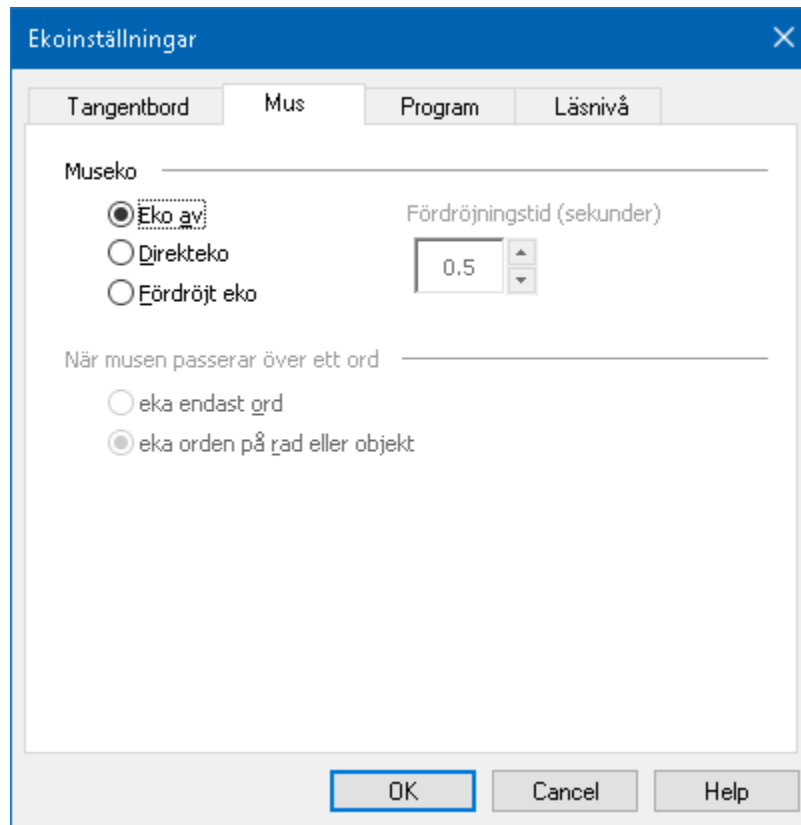 Ekoinställningar
Tangentbord Mus Program Läsnivå
Museko
Eko av Fördröjningstid (sekunder)
Direkteko 0.5
Fördröjt eko
När musen passerar över ett ord
eka endast ord
eka orden på rad eller objekt
OK Cancel Help